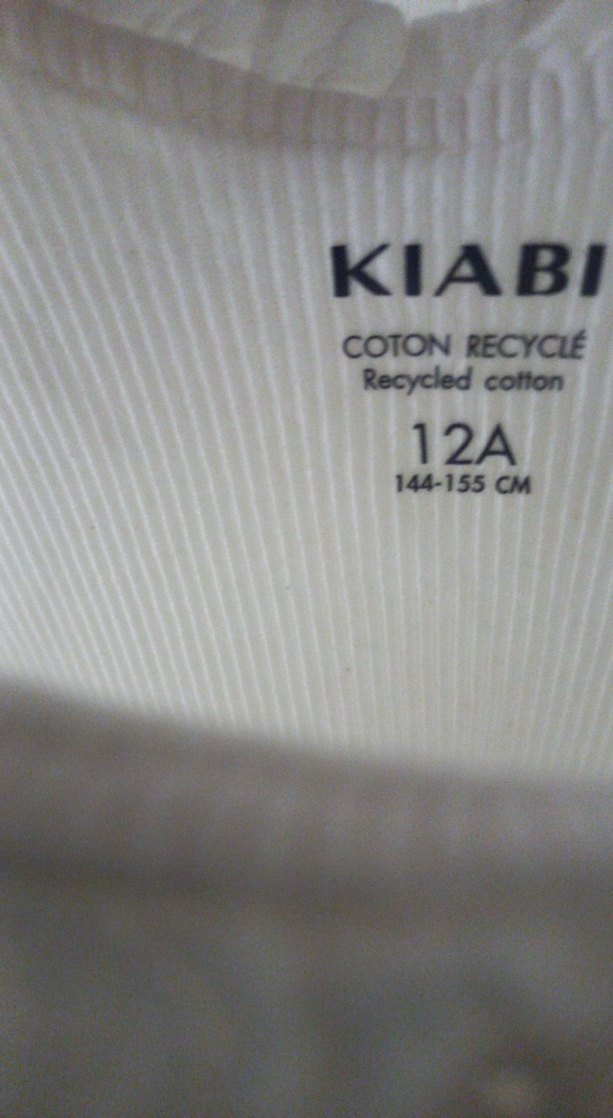 KIABI
COTON RECYCLÉ
Recycled cotton
12A
144-155 CM